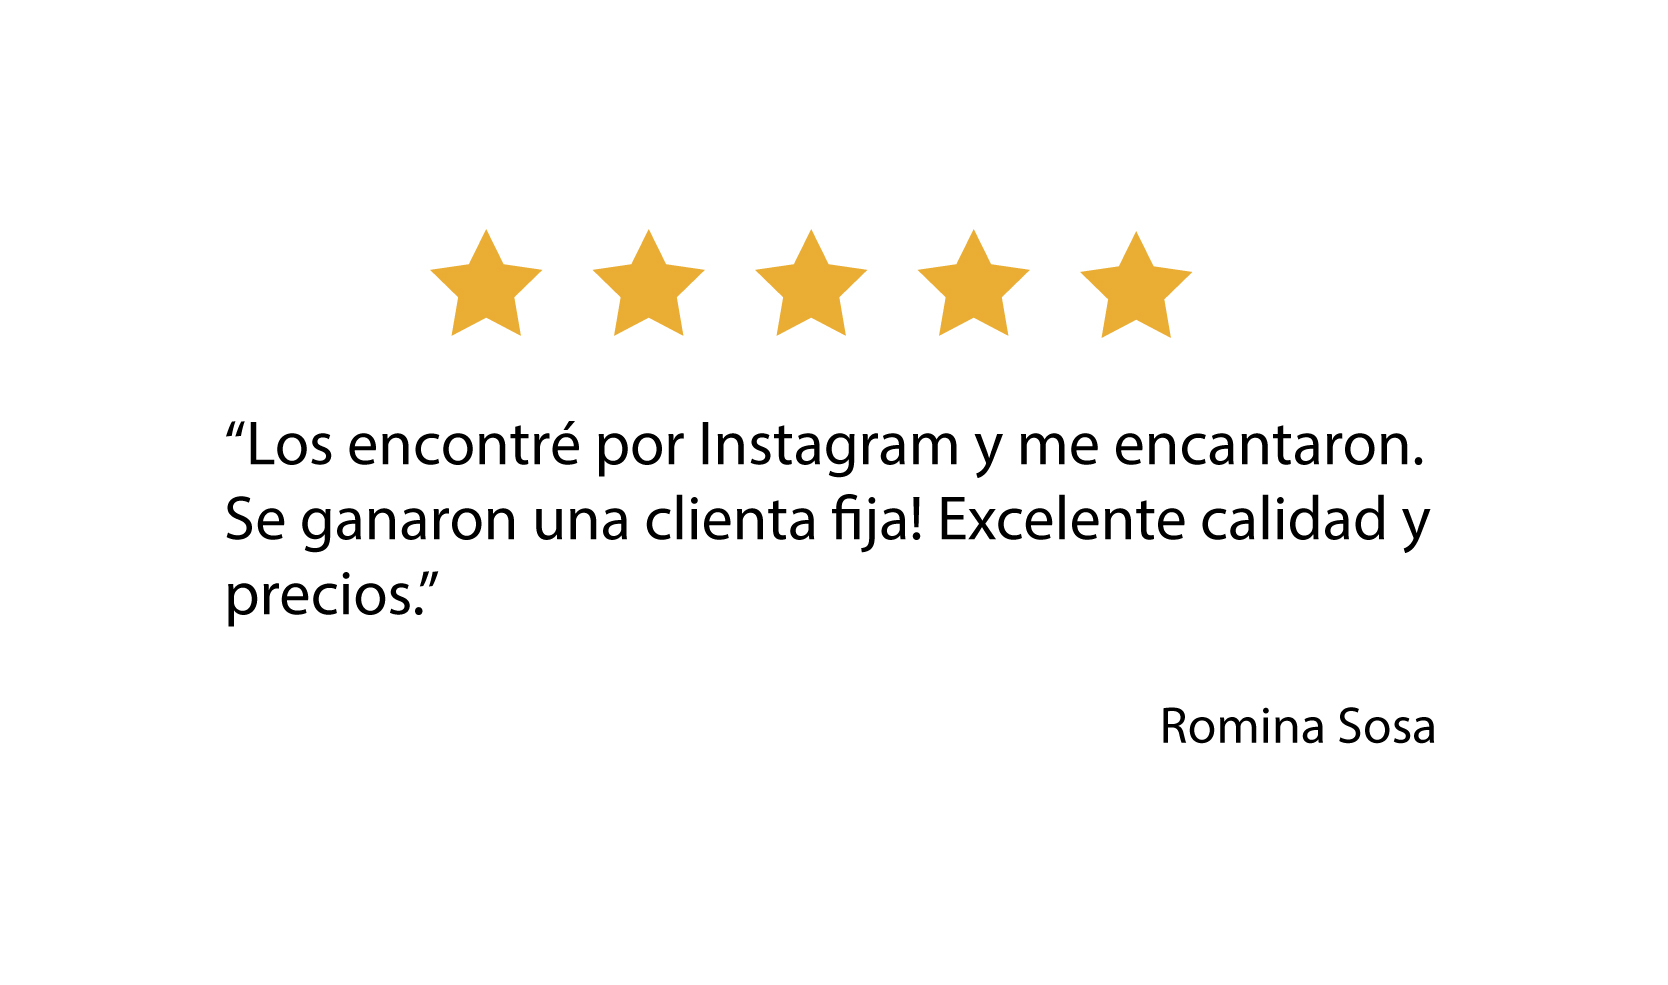 “Los encontré por Instagram y me encantaron.
Se ganaron una clienta fija! Excelente calidad y
precios.”
Romina Sosa